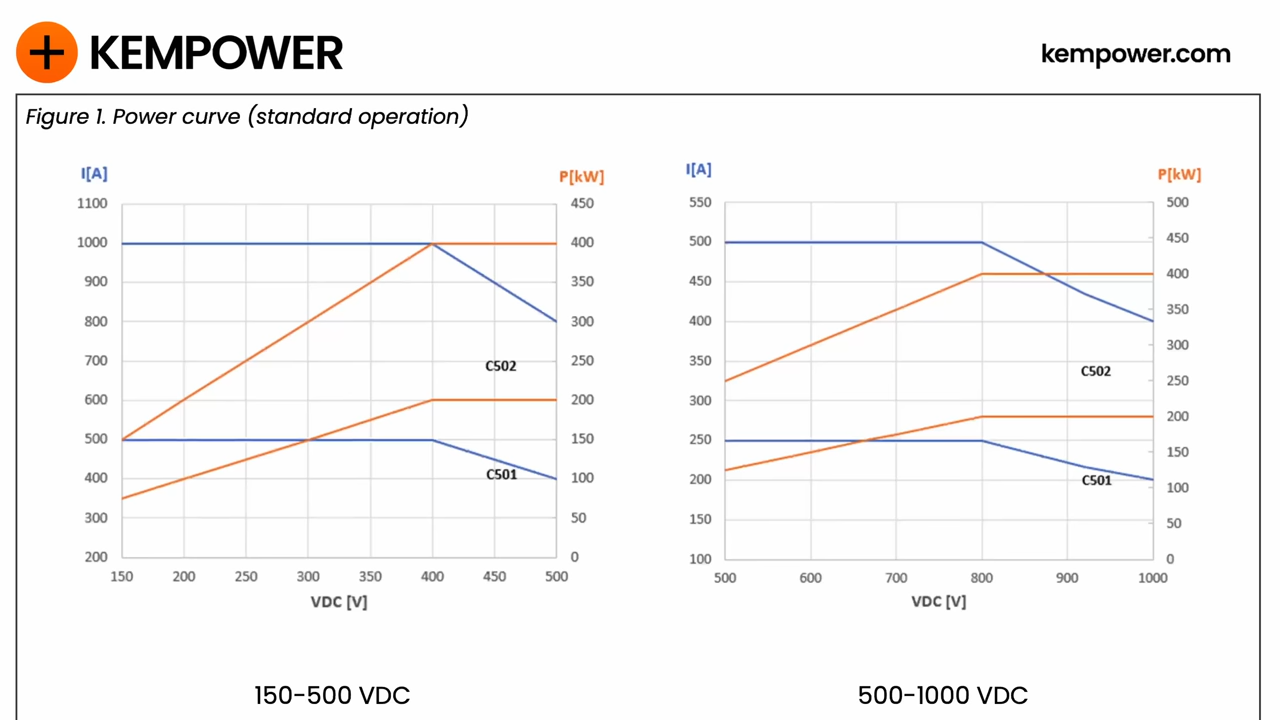 KEMPOWER
kempower.com
Figure 1. Power curve (standard operation)
I[A]
P[kW]
1100
1000
900
800
700
600
500
400
300
200
450
400
350
300
250
200
150
100
50
0
C502
C501
150 200 250 300 350 400 450 500
VDC [V]
150-500 VDC
I[A]
P[kW]
550
500
450
400
350
300
250
200
150
100
500
450
400
350
300
250
200
150
100
50
0
C502
C501
500 600 700 800 900 1000
VDC [V]
500-1000 VDC